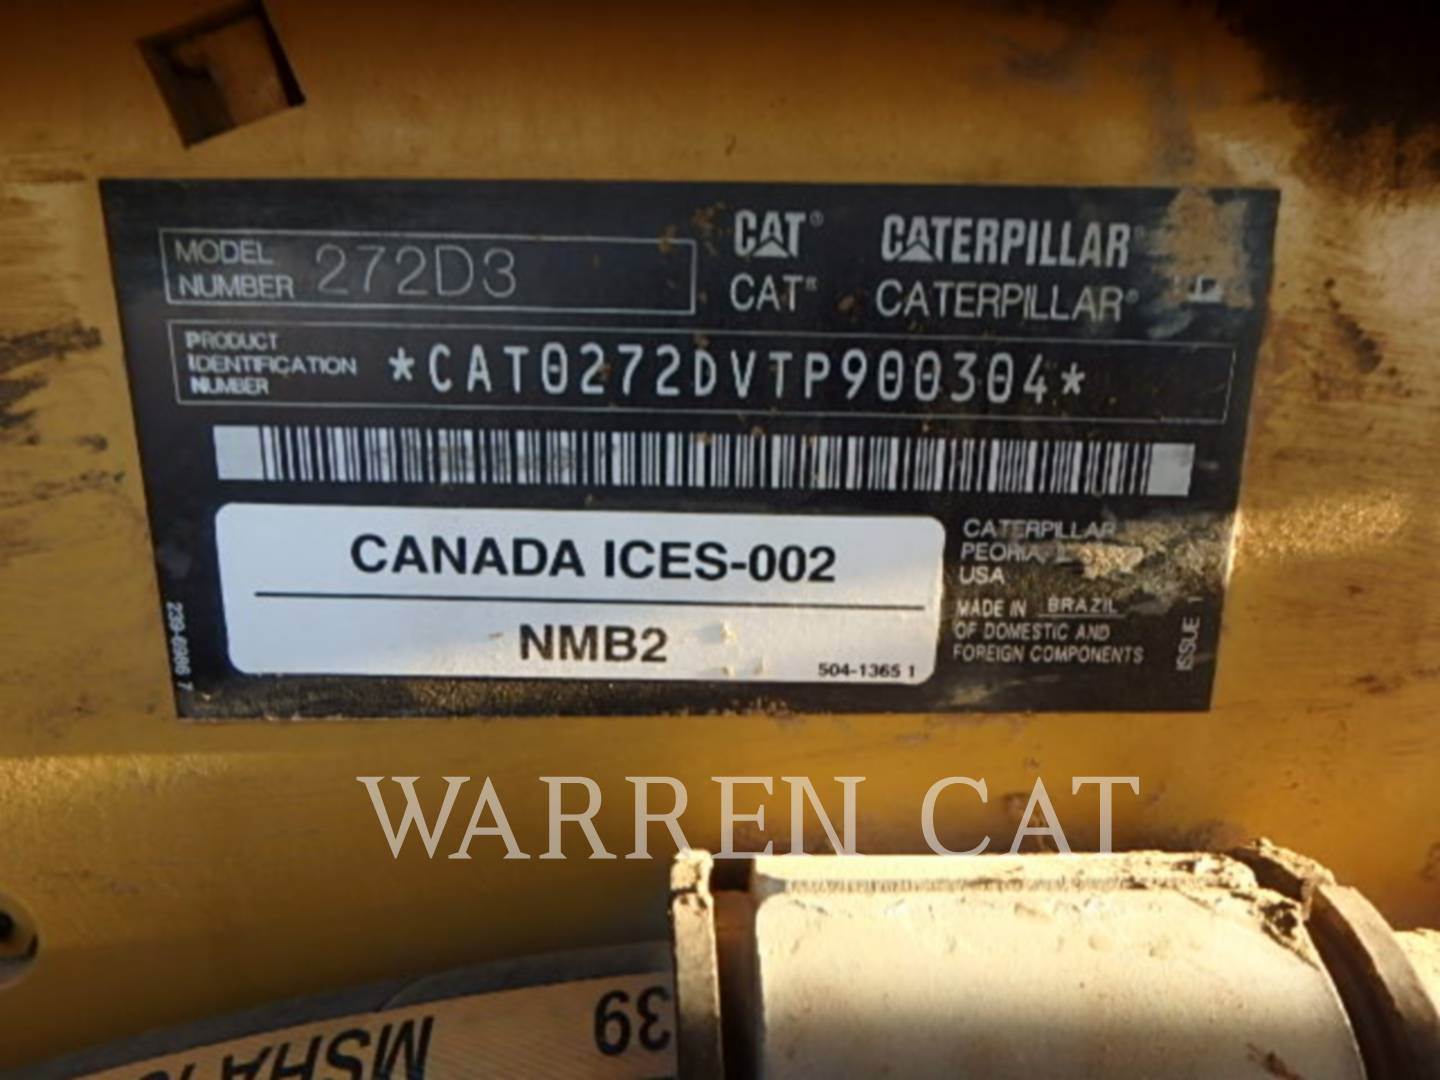 MODEL
NUMBER 272D3
CAT® CATERPILLAR
CAT® CATERPILLAR®
PRODUCT
IDENTIFICATION
NUMBER
*CAT0272DVTP900304*
CANADA ICES-002
NMB2
504-1365 1
CATERPILLAR
PEORIA,
USA
MADE IN BRAZIL
OF DOMESTIC AND
FOREIGN COMPONENTS
ISSUE 1
WARREN CAT
39
MSHA